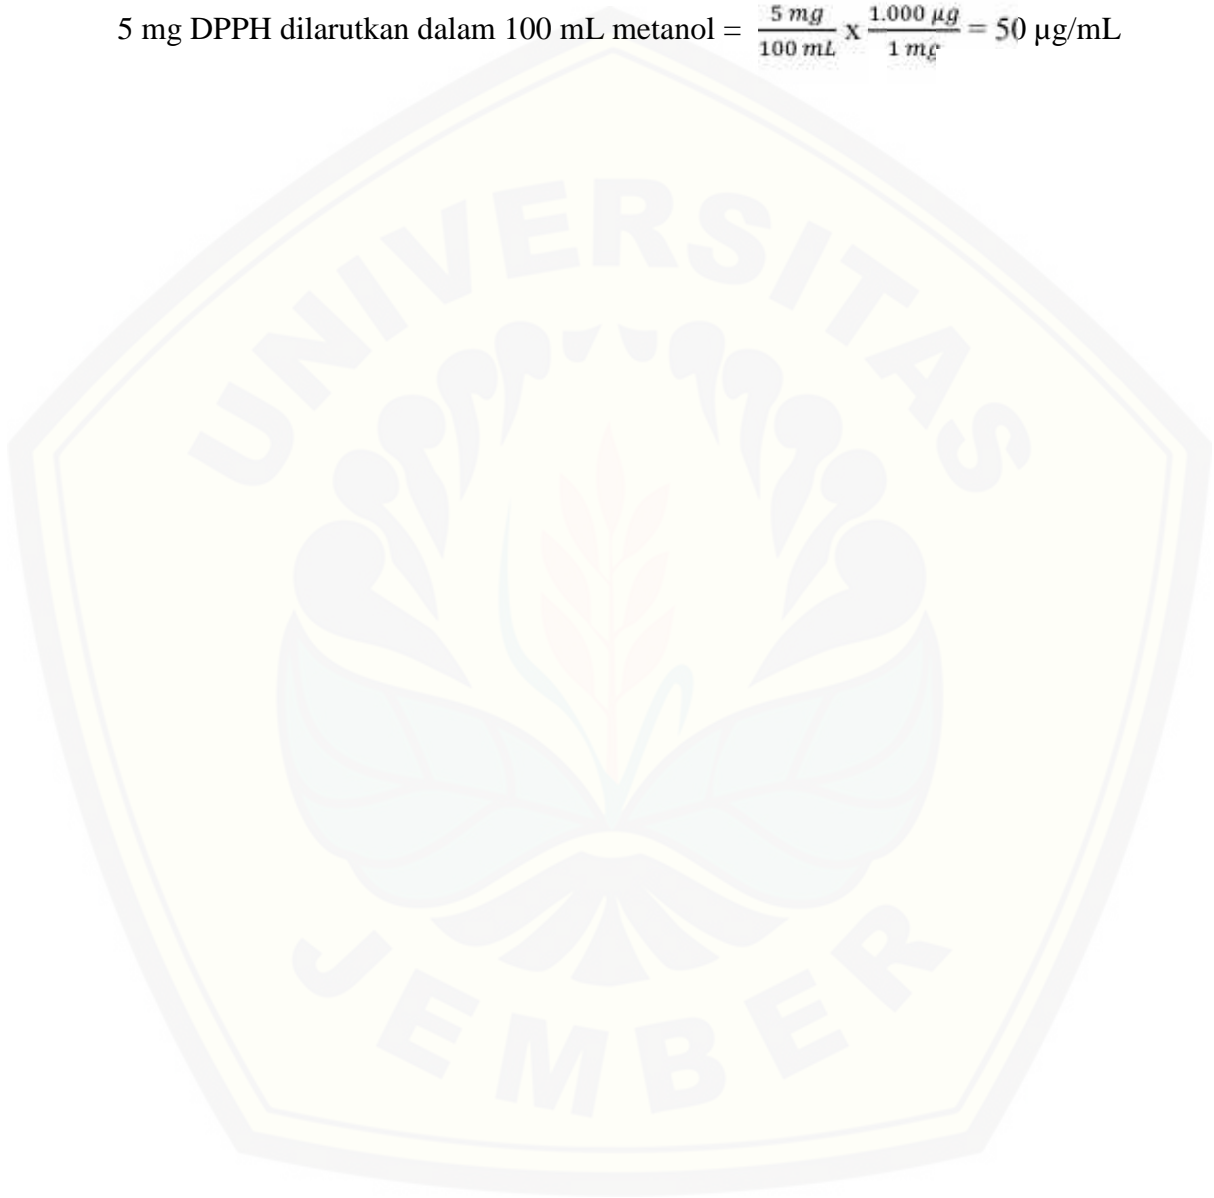 5 mg DPPH dilarutkan dalam 100 mL metanol = 5 mg / 100 mL x 1.000 µg / 1 mg = 50 µg/mL
UNIVERSITAS
JEMBER